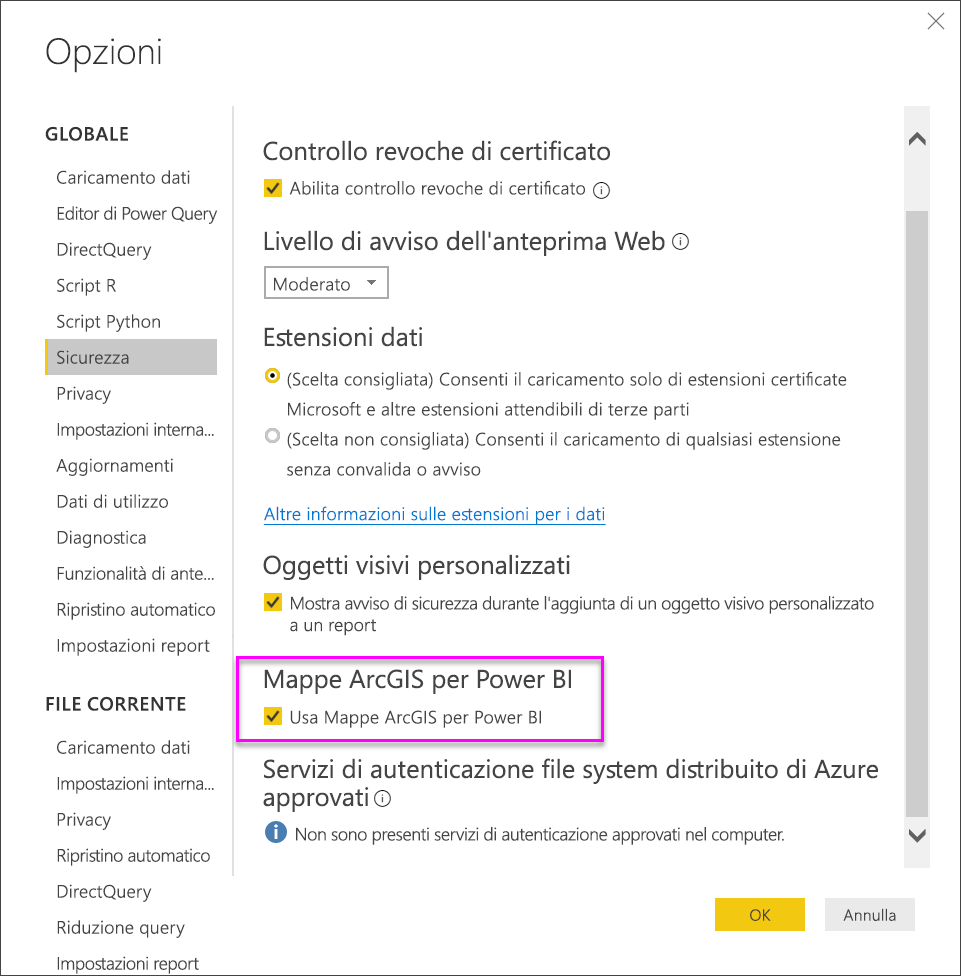 Opzioni
GLOBALE
Caricamento dati
Editor di Power Query
DirectQuery
Script R
Script Python
Sicurezza
Privacy
Impostazioni interna...
Aggiornamenti
Dati di utilizzo
Diagnostica
Funzionalità di ante...
Ripristino automatico
Impostazioni report
FILE CORRENTE
Caricamento dati
Impostazioni interna...
Privacy
Ripristino automatico
DirectQuery
Riduzione query
Impostazioni report
Controllo revoche di certificato
Abilita controllo revoche di certificato
Livello di avviso dell'anteprima Web
Moderato
Estensioni dati
(Scelta consigliata) Consenti il caricamento solo di estensioni certificate
Microsoft e altre estensioni attendibili di terze parti
(Scelta non consigliata) Consenti il caricamento di qualsiasi estensione
senza convalida o avviso
Altre informazioni sulle estensioni per i dati
Oggetti visivi personalizzati
Mostra avviso di sicurezza durante l'aggiunta di un oggetto visivo personalizzato
a un report
Mappe ArcGIS per Power BI
Usa Mappe ArcGIS per Power BI
Servizi di autenticazione file system distribuito di Azure
approvati
Non sono presenti servizi di autenticazione approvati nel computer.
OK
Annulla